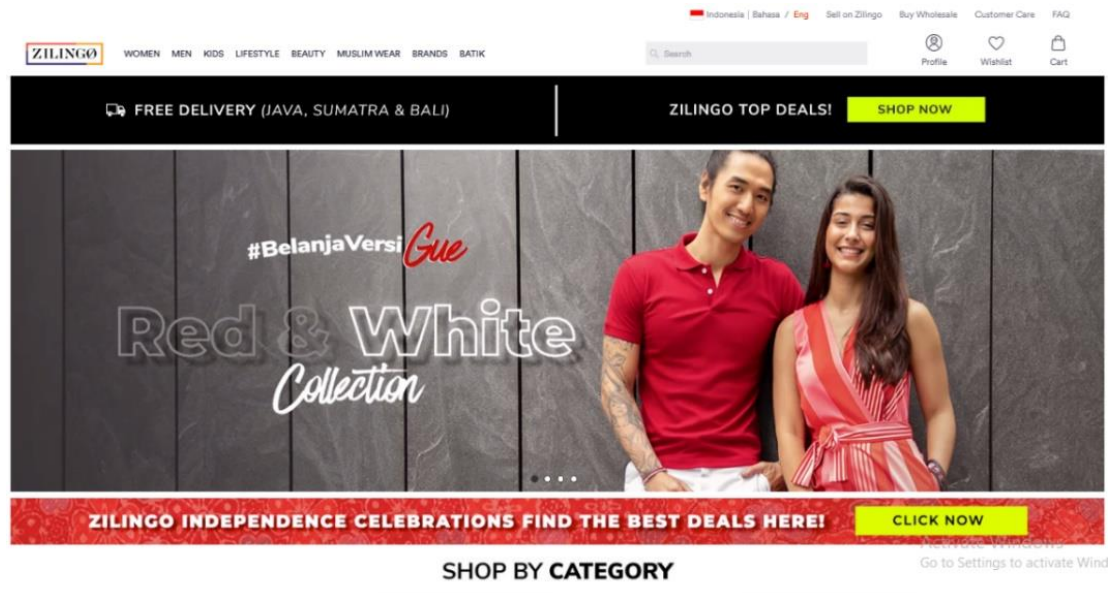 Indonesia | Bahasa / Eng Sell on Zilingo Buy Wholesale Customer Care FAQ
ZILINGØ WOMEN MEN KIDS LIFESTYLE BEAUTY MUSLIM WEAR BRANDS BATIK Search Profile Wishlist Cart
FREE DELIVERY (JAVA, SUMATRA & BALI) ZILINGO TOP DEALS! SHOP NOW
#BelanjaVersi Gue
Red & White
Collection
ZILINGO INDEPENDENCE CELEBRATIONS FIND THE BEST DEALS HERE! CLICK NOW
Activate Windows
Go to Settings to activate Wind
SHOP BY CATEGORY